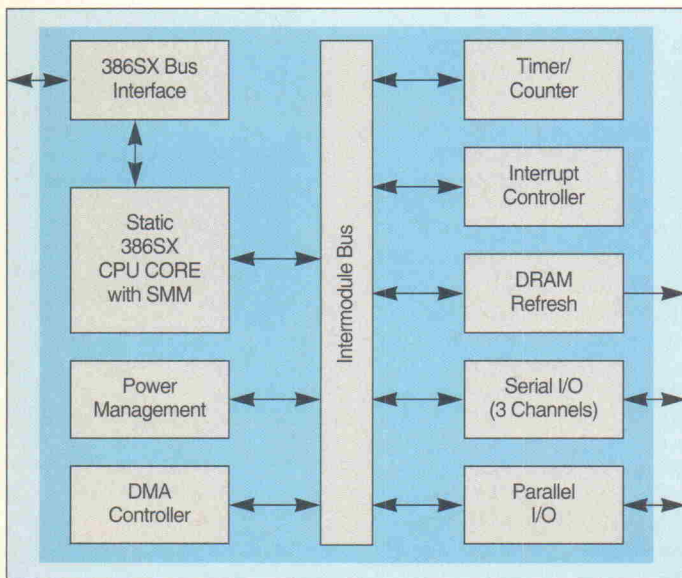 386SX Bus
Interface
Static
386SX
CPU CORE
with SMM
Power
Management
DMA
Controller
Intermodule Bus
Timer/
Counter
Interrupt
Controller
DRAM
Refresh
Serial I/O
(3 Channels)
Parallel
I/O